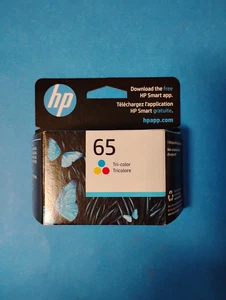 hp
Download the free
HP Smart app.
Téléchargez l'application
HP Smart gratuite.
hpapp.com
65
Tri-color
Tricolore